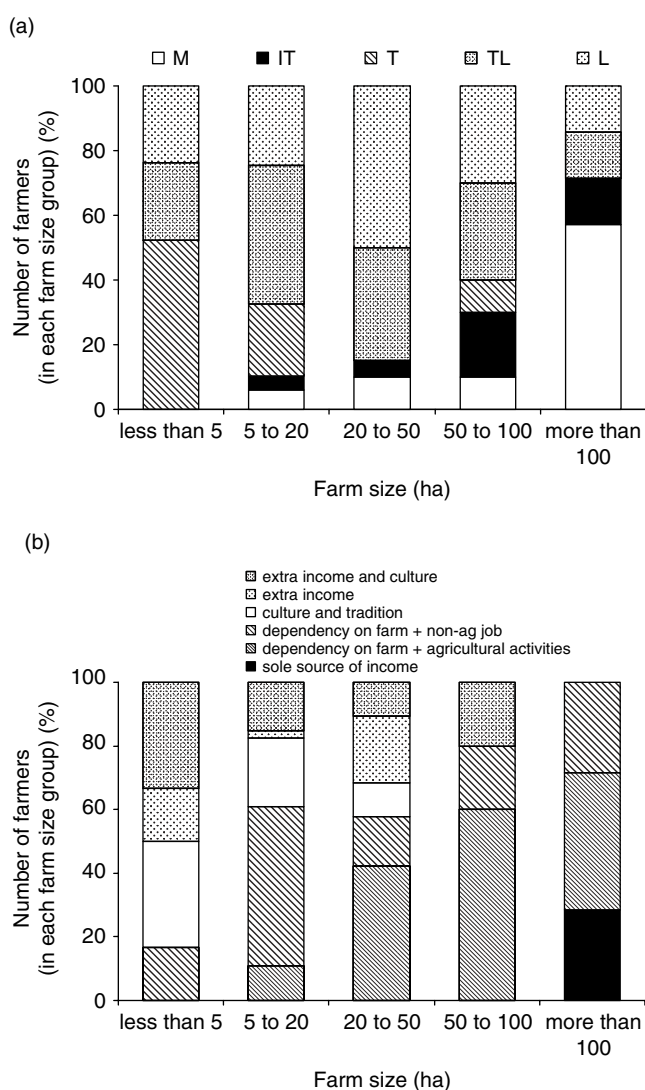 (a)
M IT T TL L
100
80
60
40
20
0
Number of farmers
(in each farm size group) (%)
less than 5 5 to 20 20 to 50 50 to 100 more than
100
Farm size (ha)
(b)
extra income and culture
extra income
culture and tradition
dependency on farm + non-ag job
dependency on farm + agricultural activities
sole source of income
100
80
60
40
20
0
Number of farmers
(in each farm size group) (%)
less than 5 5 to 20 20 to 50 50 to 100 more than
100
Farm size (ha)